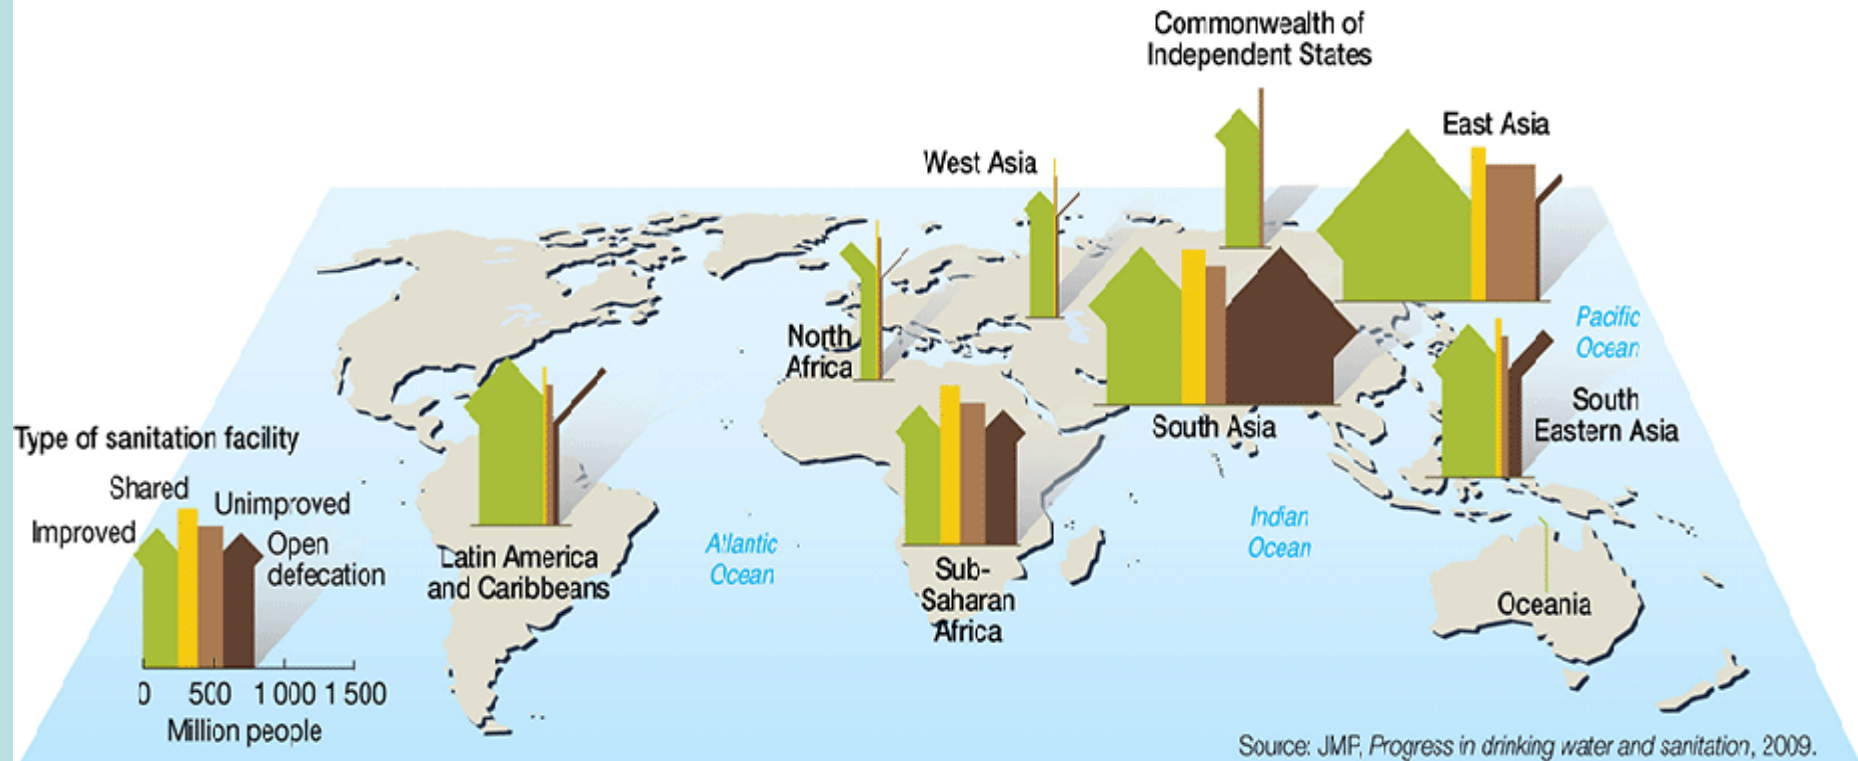 Commonwealth of
Independent States
East Asia
West Asia
Pacific
Ocean
North
Africa
South
Eastern Asia
South Asia
Type of sanitation facility
Shared
Unimproved
Improved
Open
defecation
Indian
Ocean
Atlantic
Ocean
Latin America
and Caribbeans
Sub-
Saharan
Africa
Oceania
0 500 1 000 1 500
Million people
Source: JMP, Progress in drinking water and sanitation, 2009.